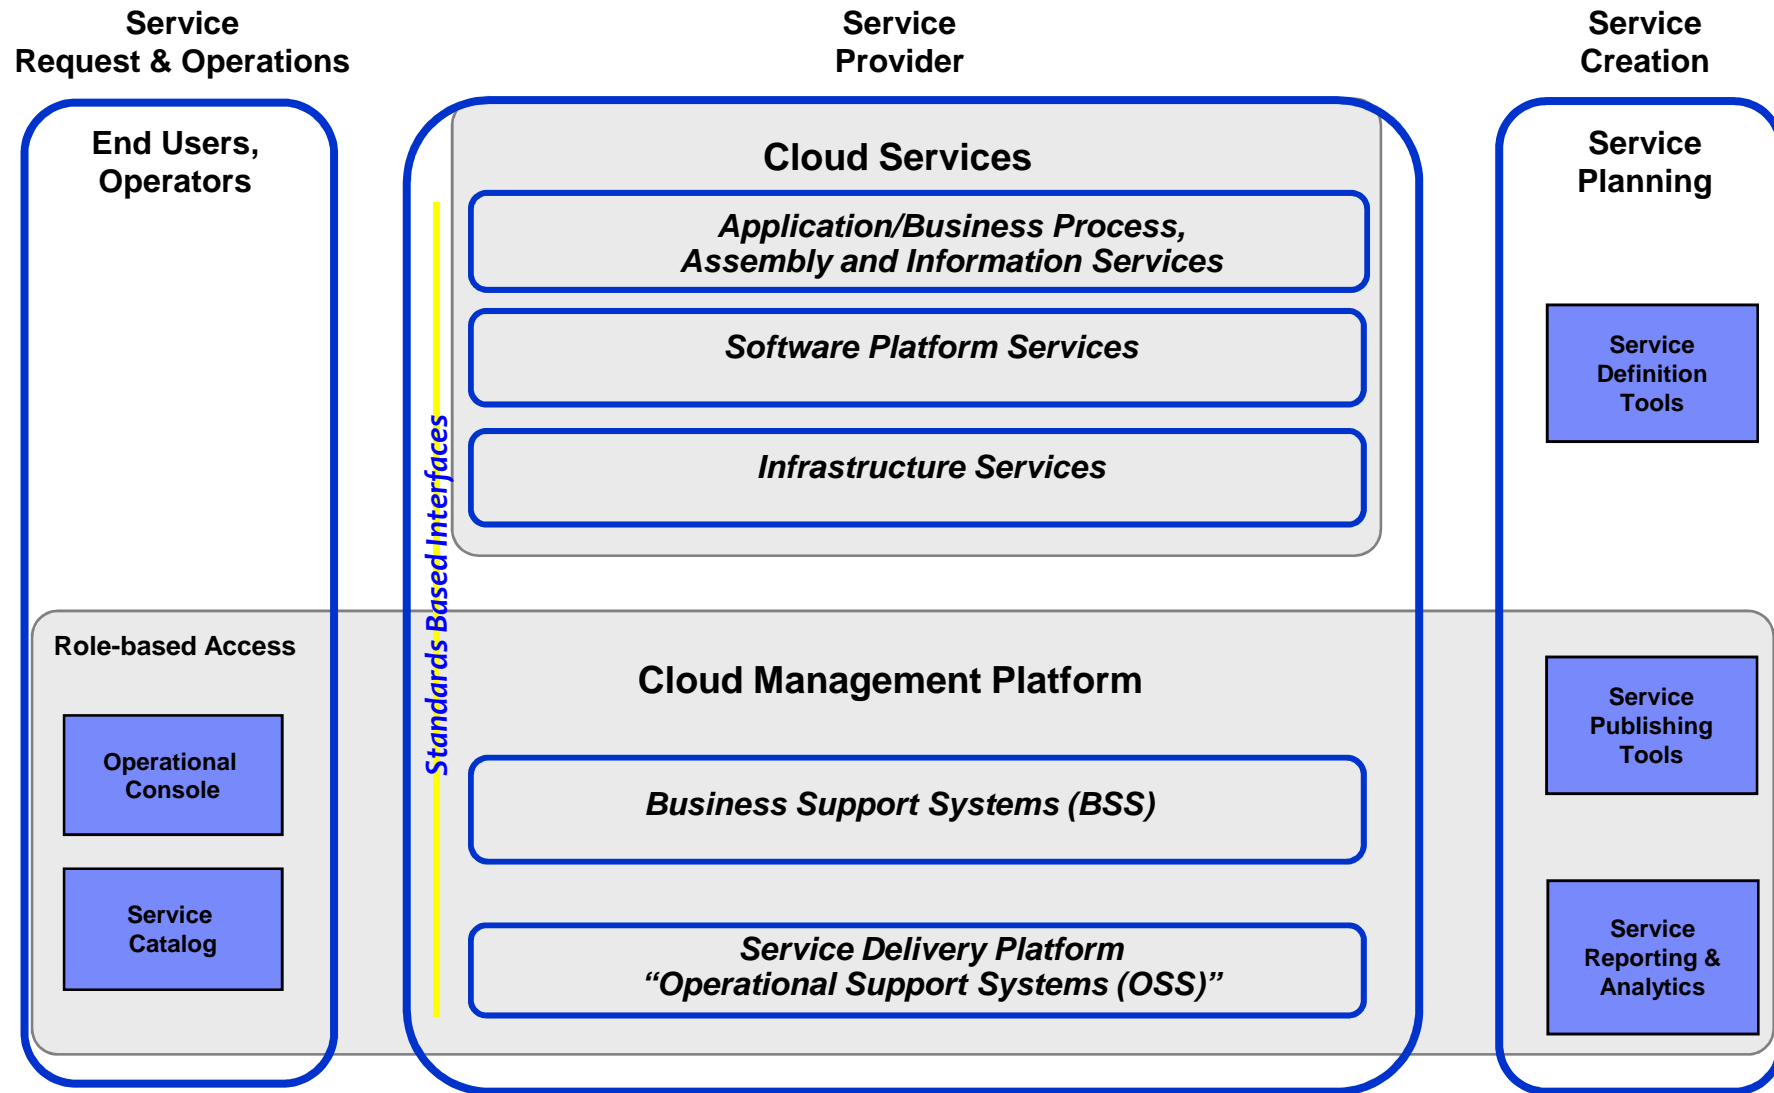 Service
Request & Operations
Service
Provider
Service
Creation
End Users,
Operators
Cloud Services
Application/Business Process,
Assembly and Information Services
Software Platform Services
Infrastructure Services
Standards Based Interfaces
Service
Planning
Service
Definition
Tools
Role-based Access
Operational
Console
Service
Catalog
Cloud Management Platform
Business Support Systems (BSS)
Service Delivery Platform
“Operational Support Systems (OSS)”
Service
Publishing
Tools
Service
Reporting &
Analytics